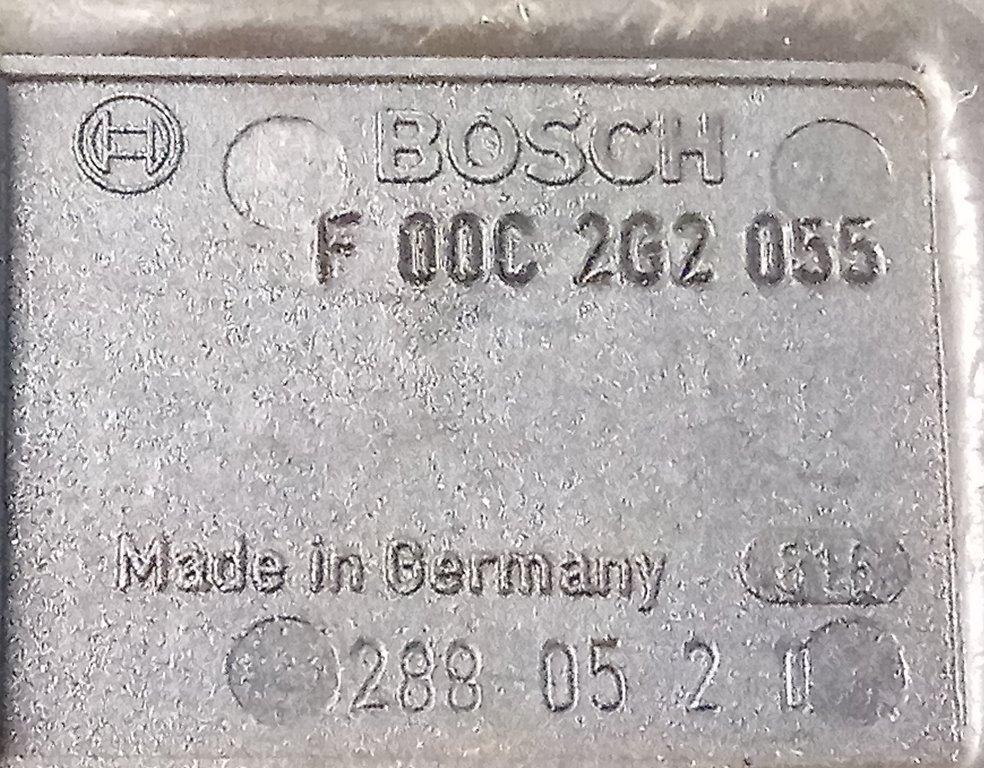 BOSCH
F 00C 2G2 055
Made in Germany
288 05 2